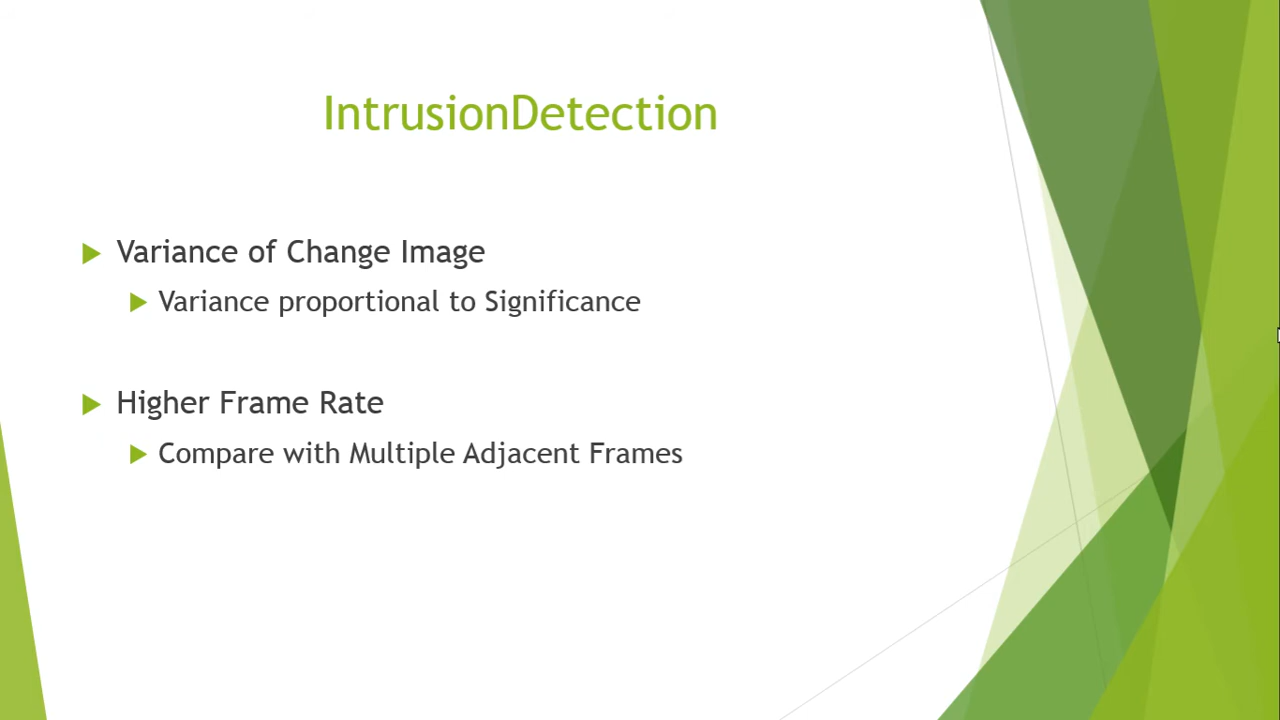 IntrusionDetection
Variance of Change Image
Variance proportional to Significance
Higher Frame Rate
Compare with Multiple Adjacent Frames